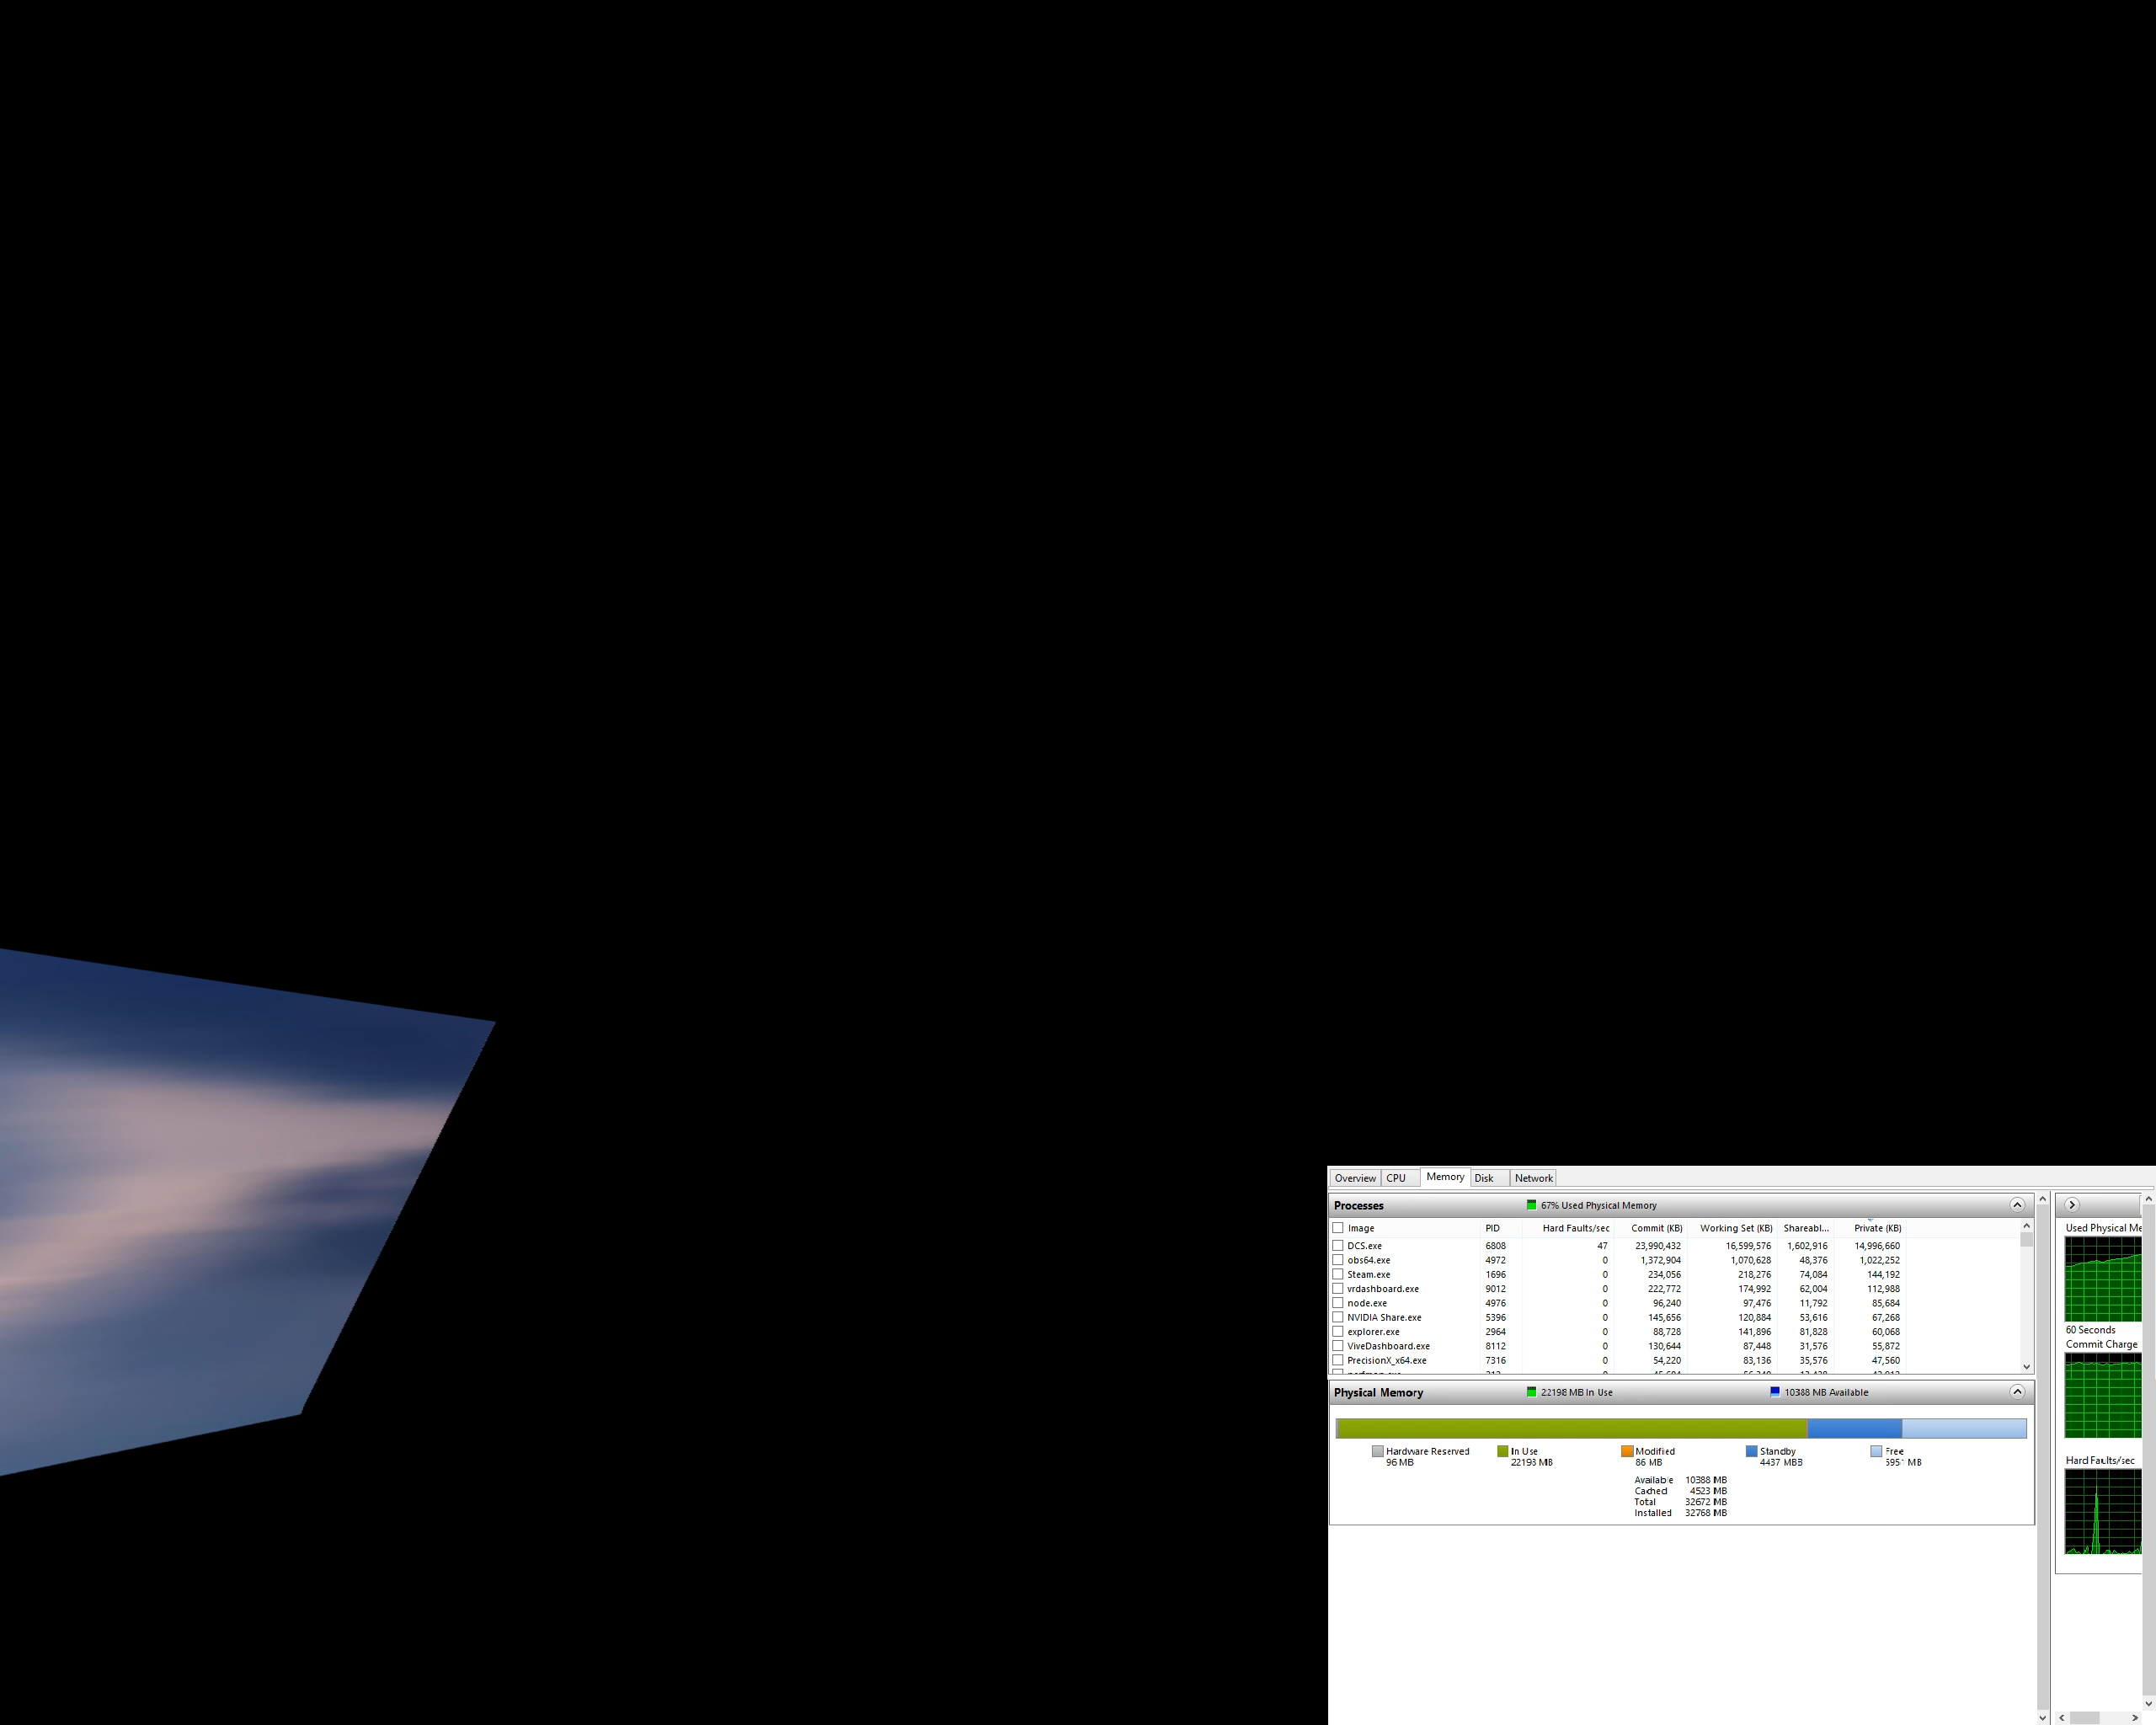 Overview CPU Memory Disk Network
Processes 67% Used Physical Memory
Image PID Hard Faults/sec Commit (KB) Working Set (KB) Shareabl... Private (KB)
DCS.exe 6808 47 23,990,432 16,599,576 1,602,916 14,996,660
obs64.exe 4972 0 1,372,904 1,070,628 48,376 1,022,252
Steam.exe 1696 0 234,056 218,276 74,084 144,192
vrdashboard.exe 9012 0 222,772 174,992 62,004 112,988
node.exe 4976 0 96,240 97,476 11,792 85,684
NVIDIA Share.exe 5396 0 145,656 120,884 53,616 67,268
explorer.exe 2964 0 88,728 141,896 81,828 60,068
ViveDashboard.exe 8112 0 130,644 87,448 31,576 55,872
PrecisionX_x64.exe 7316 0 54,220 83,136 35,576 47,560
Physical Memory 22198 MB In Use 10388 MB Available
Hardware Reserved
96 MB
In Use
22198 MB
Modified
86 MB
Standby
4437 MBB
Free
MB
Available 10388 MB
Cached 4523 MB
Total 32672 MB
Installed 32768 MB
Used Physical Me
60 Seconds
Commit Charge
Hard Faults/sec